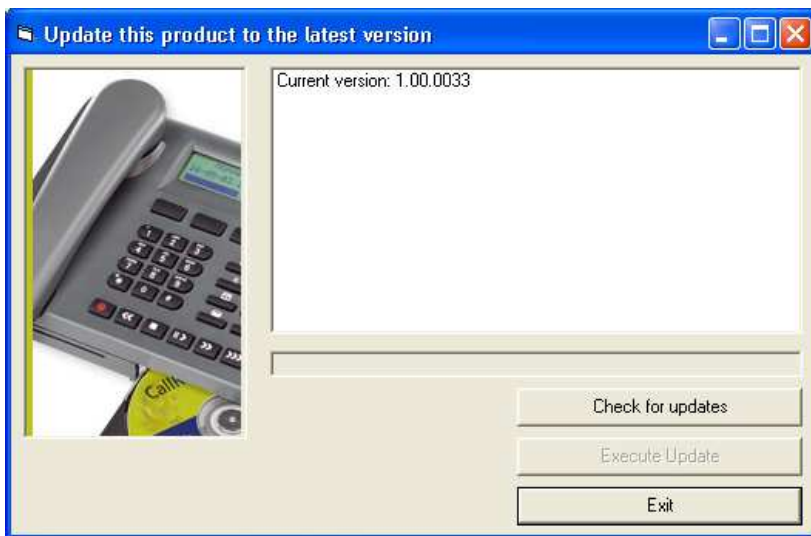 Update this product to the latest version
Current version: 1.00.0033
Check for updates
Execute Update
Exit